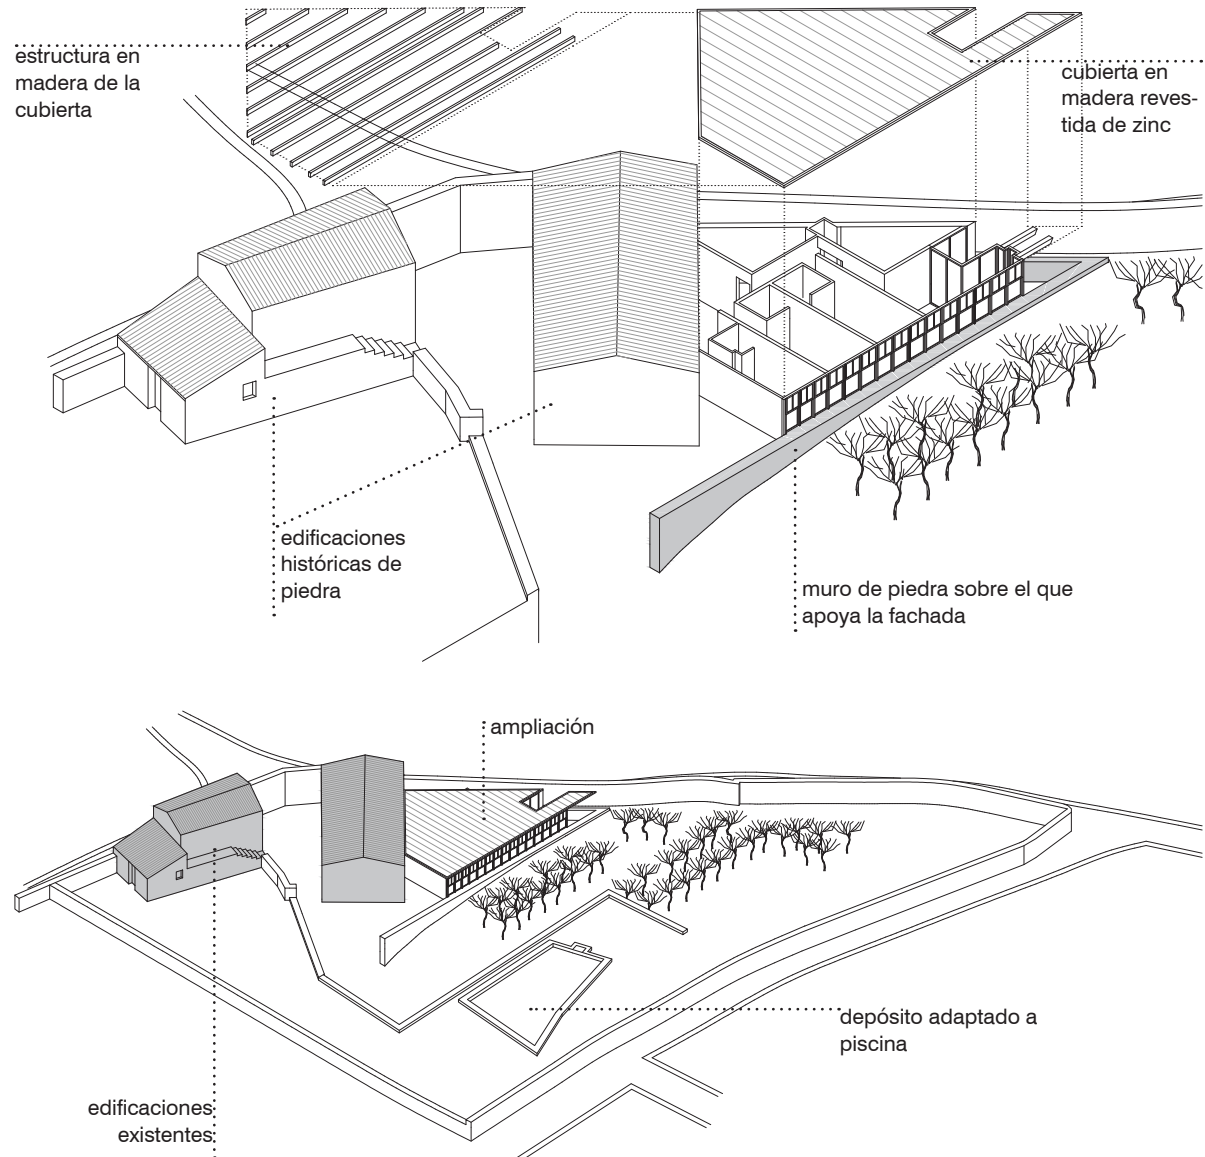 estructura en
madera de la
cubierta
cubierta en
madera reves-
tida de zinc
edificaciones
históricas de
piedra
muro de piedra sobre el que
apoya la fachada
ampliación
depósito adaptado a
piscina
edificaciones
existentes